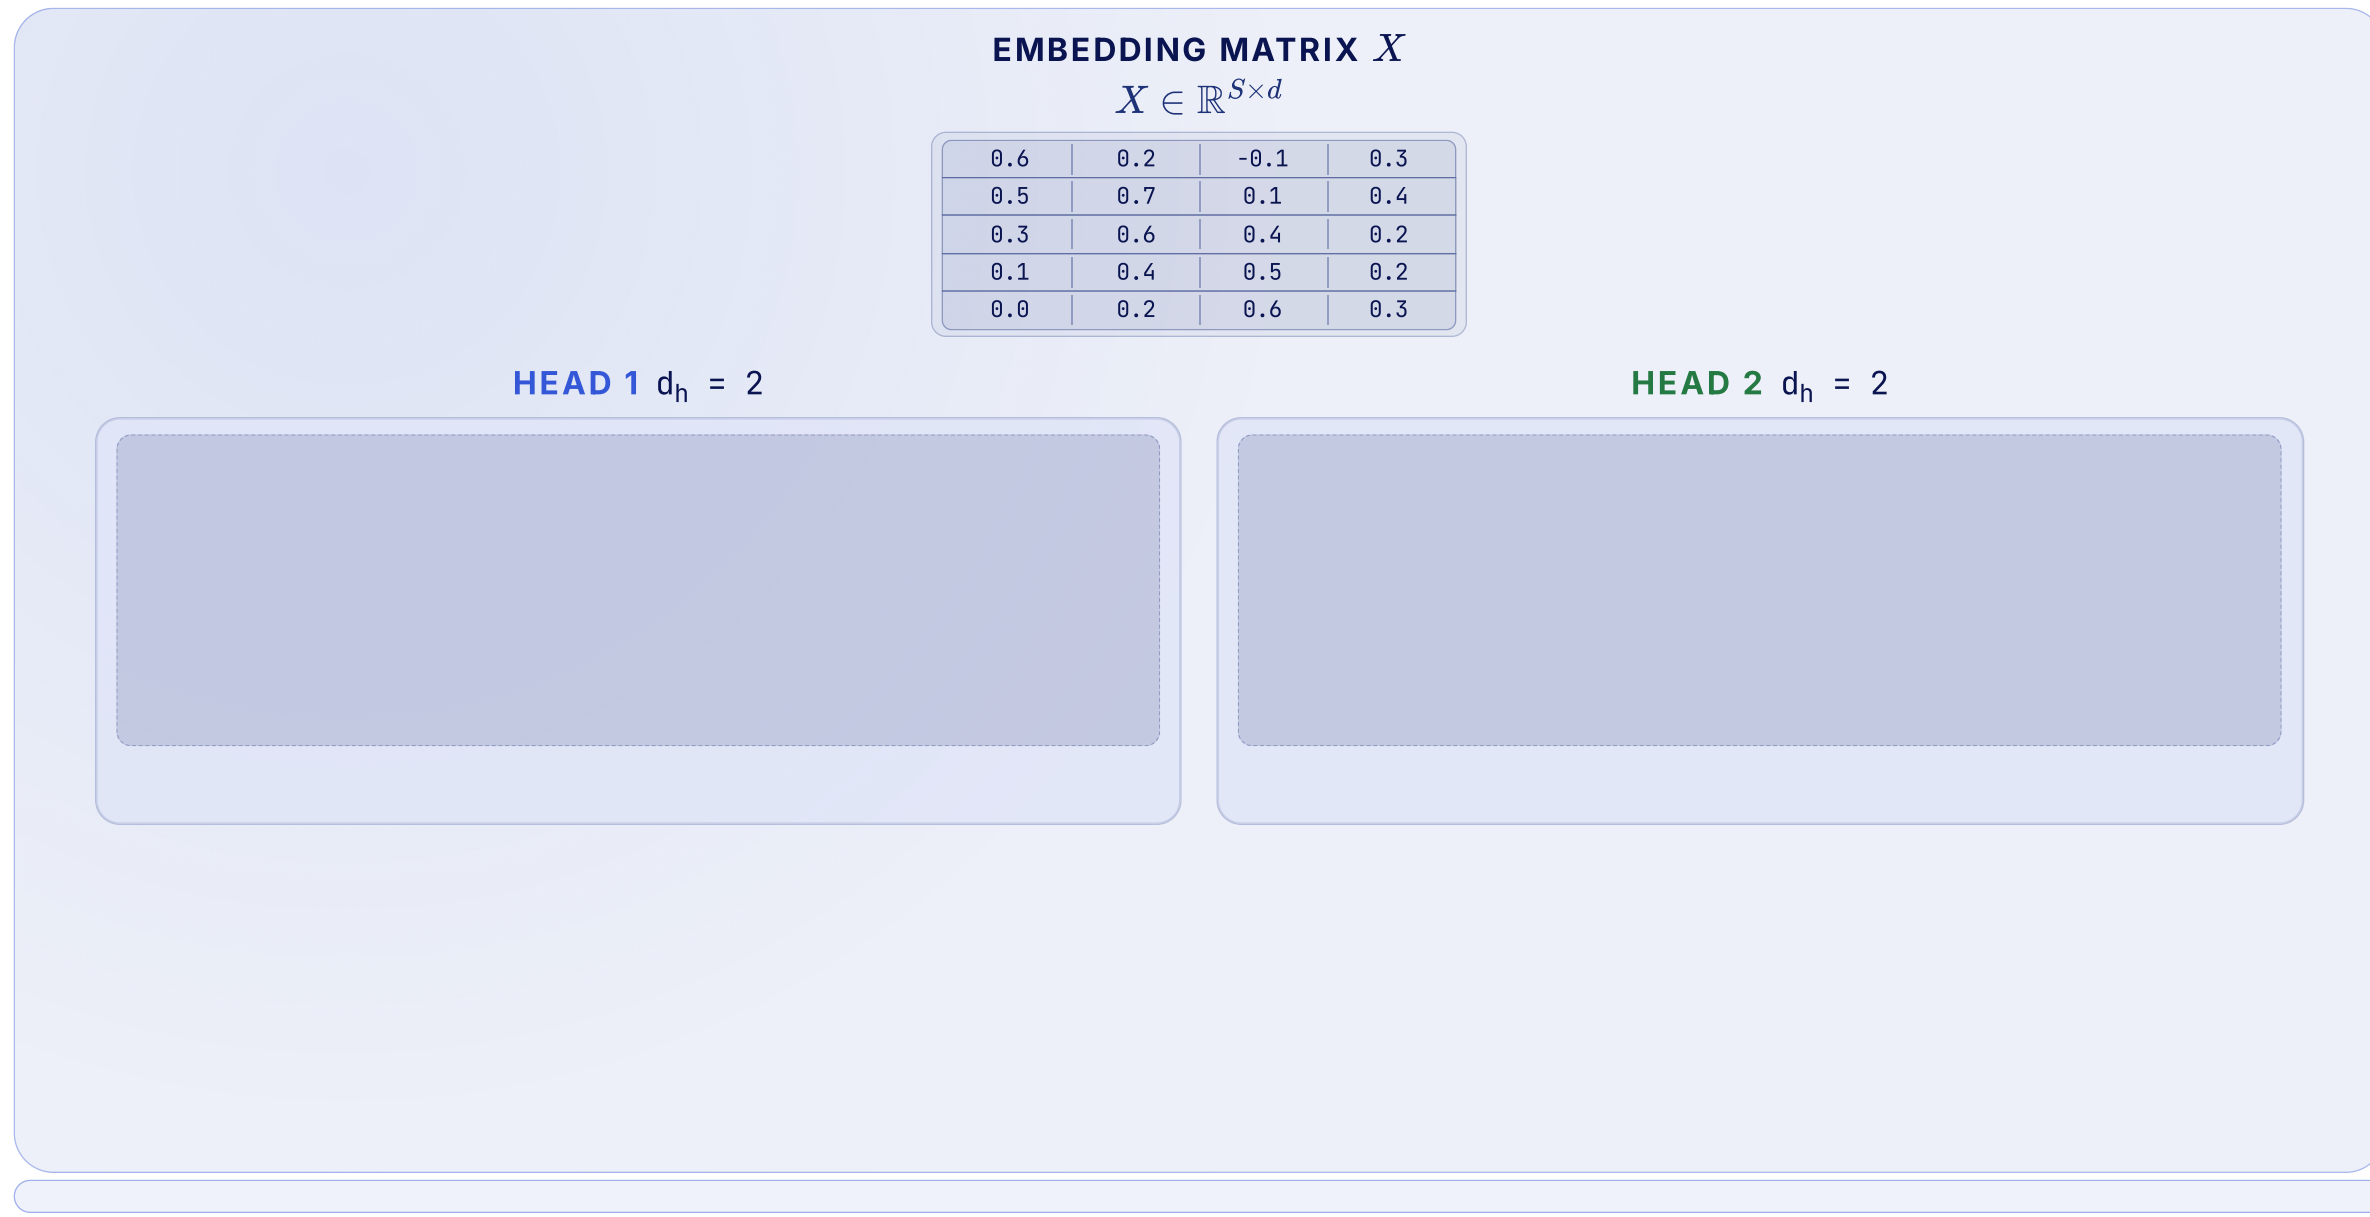 EMBEDDING MATRIX X
X ∈ ℝ^{S×d}
0.6 0.2 -0.1 0.3
0.5 0.7 0.1 0.4
0.3 0.6 0.4 0.2
0.1 0.4 0.5 0.2
0.0 0.2 0.6 0.3
HEAD 1 d_h = 2
HEAD 2 d_h = 2